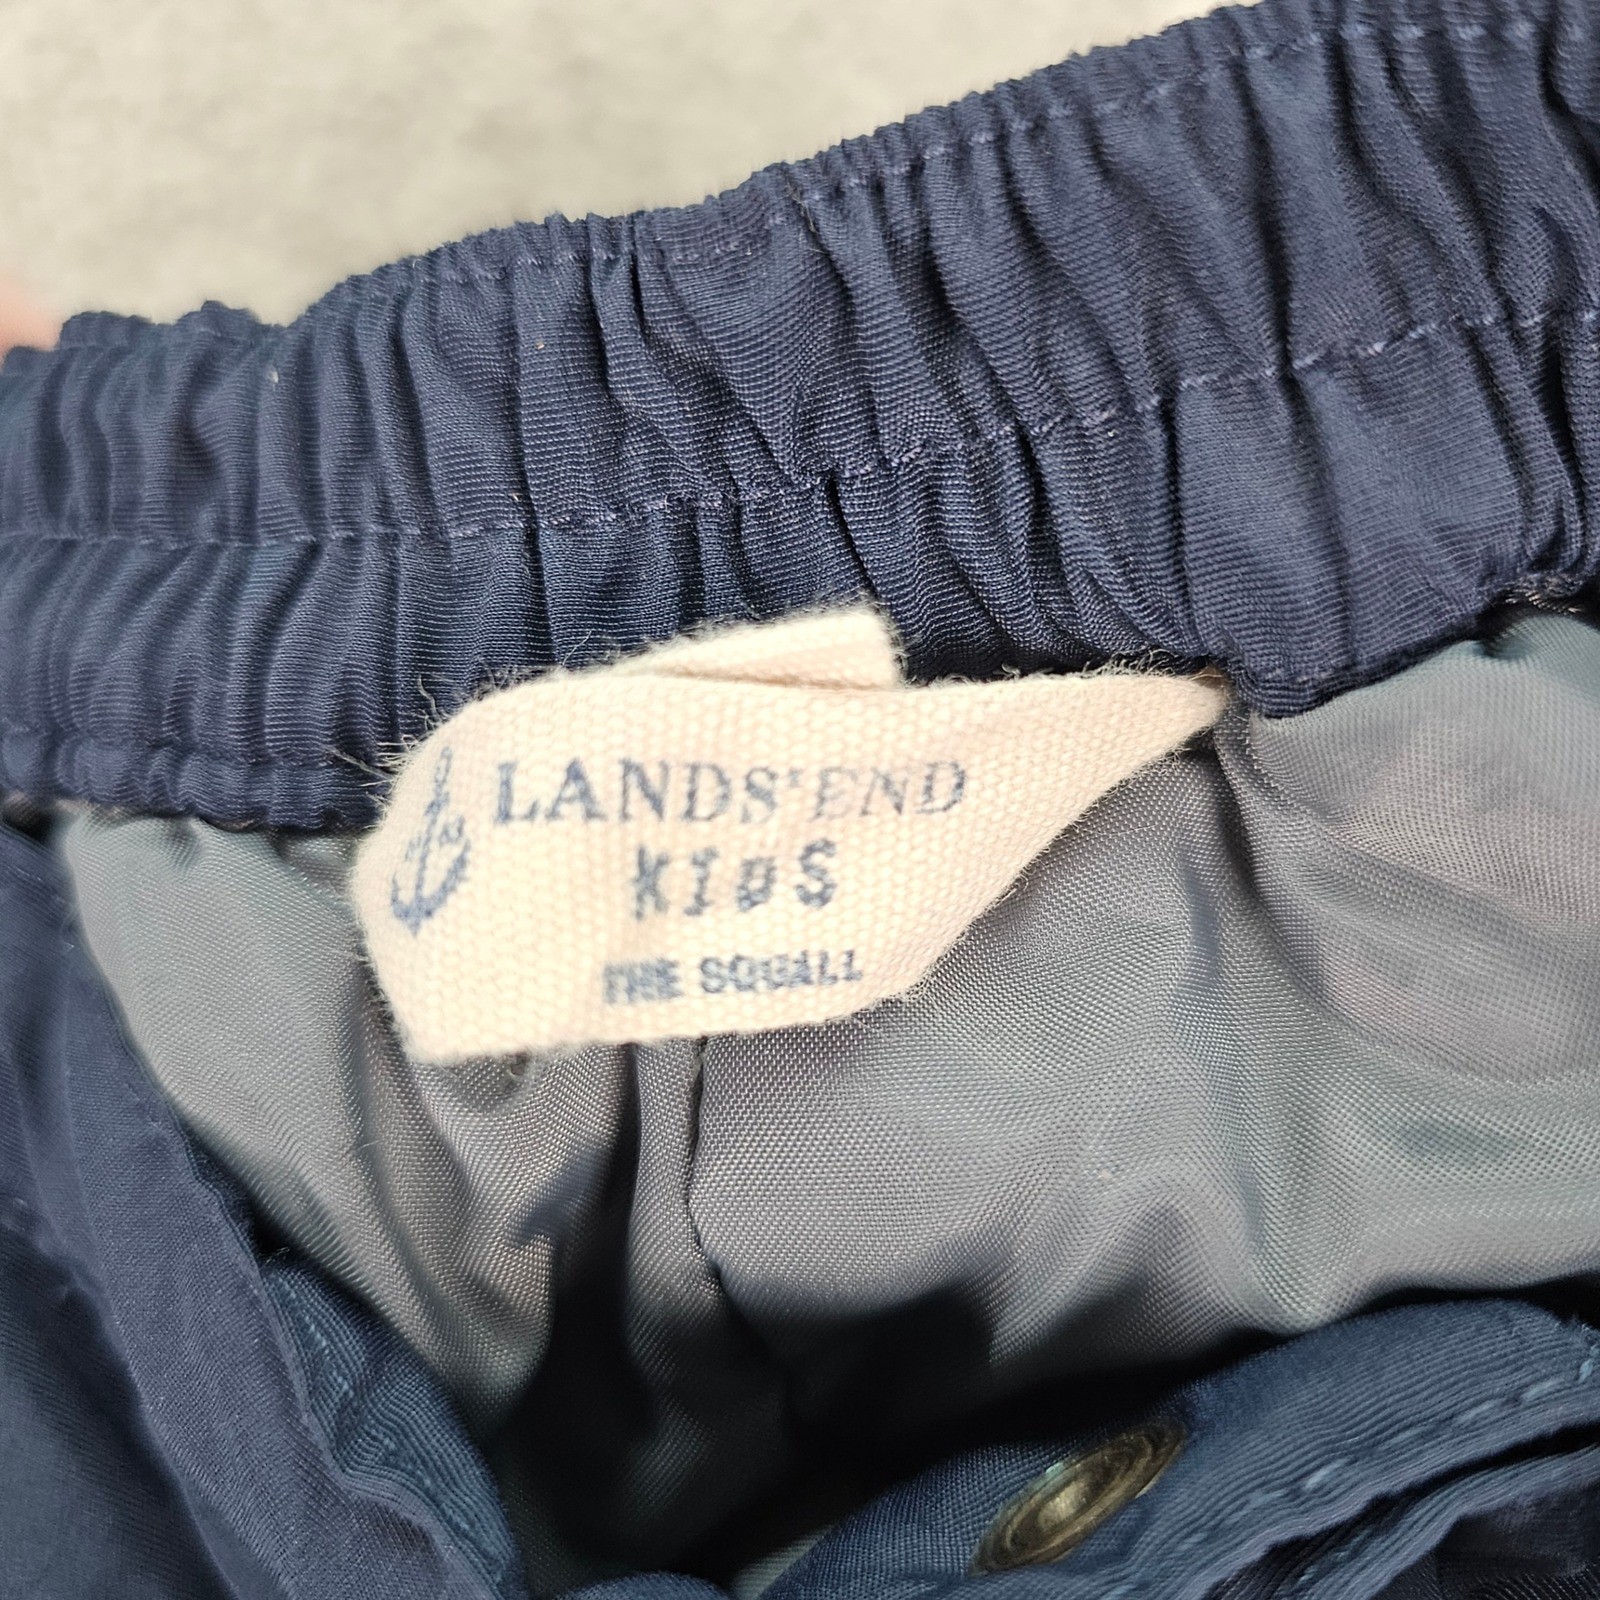 LANDS' END
KIDS
THE SQUALL